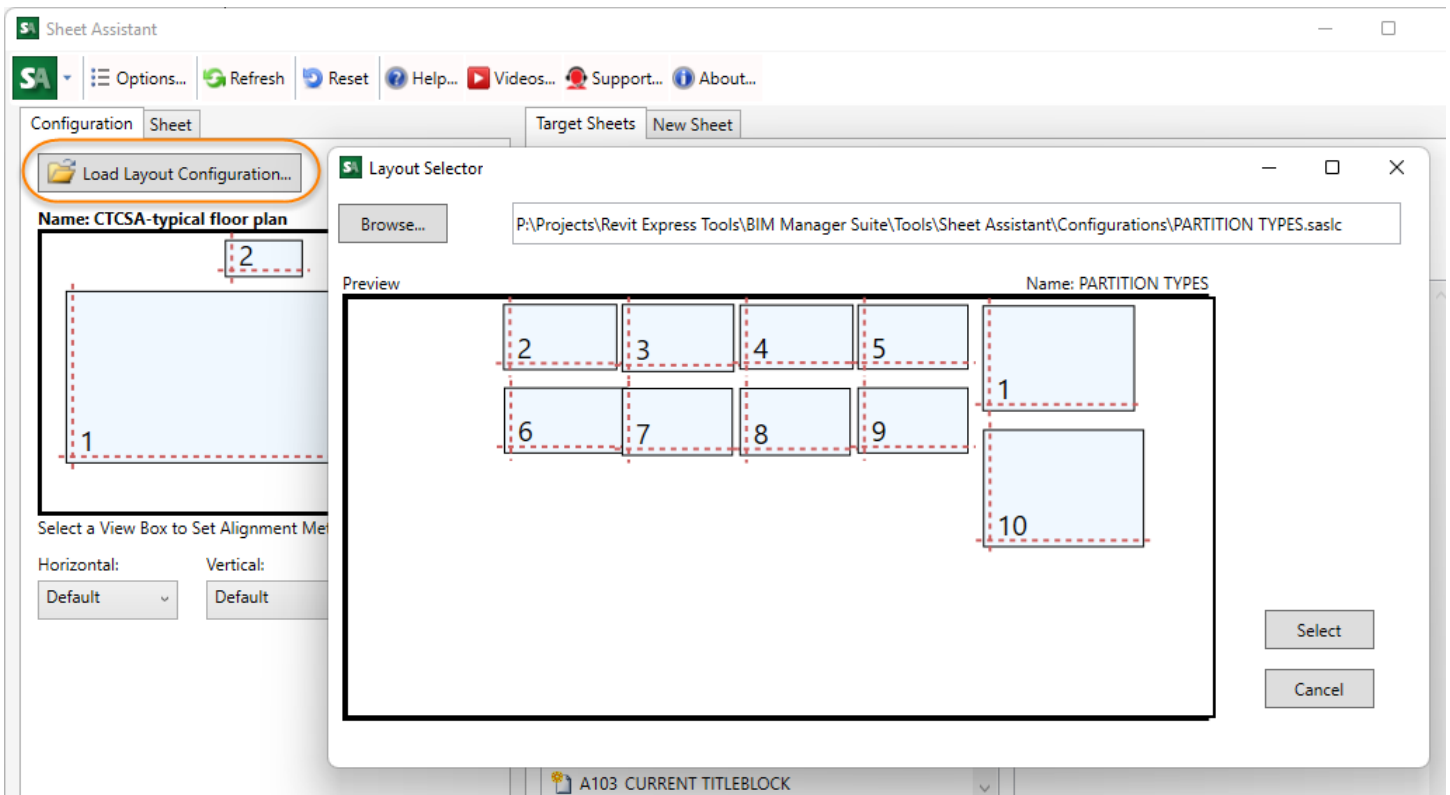 SA Sheet Assistant
SA Options... Refresh Reset Help... Videos... Support... About...
Configuration Sheet
Target Sheets New Sheet
Load Layout Configuration...
Name: CTCSA-typical floor plan
2
1
Select a View Box to Set Alignment Met
Horizontal: Vertical:
Default Default
SA Layout Selector
Browse... P:\Projects\Revit Express Tools\BIM Manager Suite\Tools\Sheet Assistant\Configurations\PARTITION TYPES.saslc
Preview Name: PARTITION TYPES
2 3 4 5
1
6 7 8 9
10
Select
Cancel
A103 CURRENT TITLEBLOCK